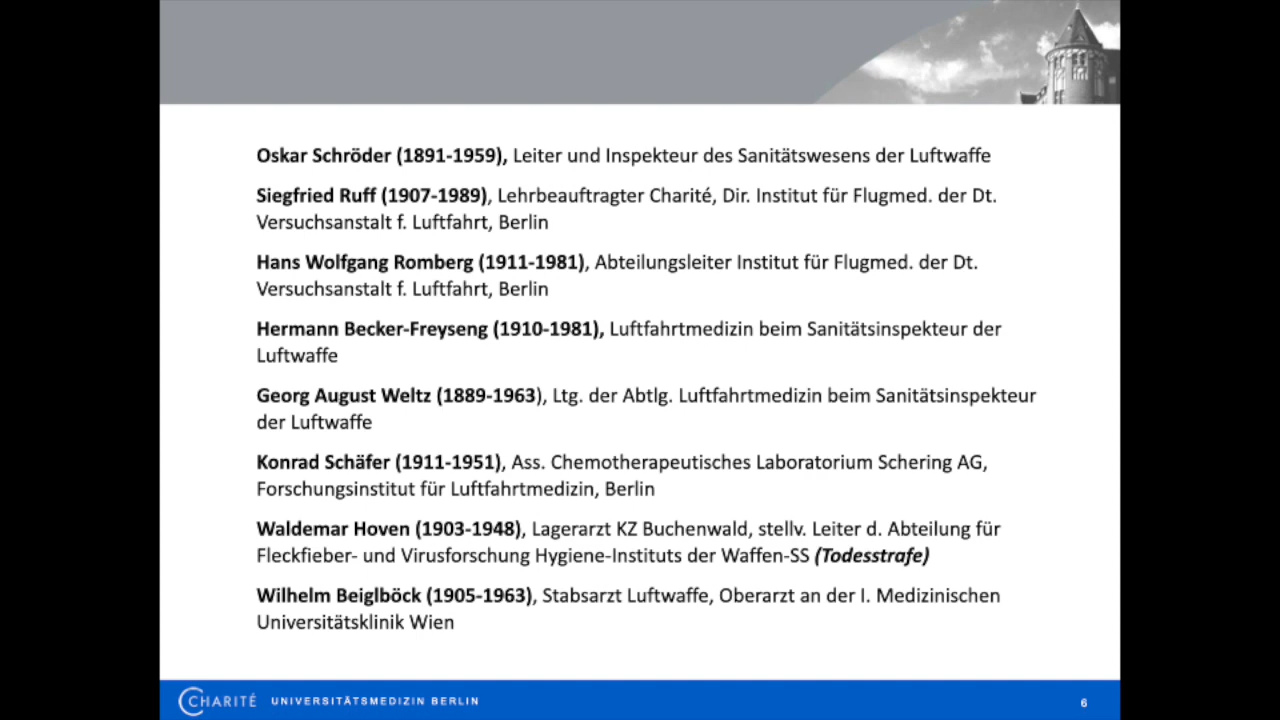 Oskar Schröder (1891-1959), Leiter und Inspekteur des Sanitätswesens der Luftwaffe
Siegfried Ruff (1907-1989), Lehrbeauftragter Charité, Dir. Institut für Flugmed. der Dt.
Versuchsanstalt f. Luftfahrt, Berlin
Hans Wolfgang Romberg (1911-1981), Abteilungsleiter Institut für Flugmed. der Dt.
Versuchsanstalt f. Luftfahrt, Berlin
Hermann Becker-Freyseng (1910-1981), Luftfahrtmedizin beim Sanitätsinspekteur der
Luftwaffe
Georg August Weltz (1889-1963), Ltg. der Abtlg. Luftfahrtmedizin beim Sanitätsinspekteur
der Luftwaffe
Konrad Schäfer (1911-1951), Ass. Chemotherapeutisches Laboratorium Schering AG,
Forschungsinstitut für Luftfahrtmedizin, Berlin
Waldemar Hoven (1903-1948), Lagerarzt KZ Buchenwald, stellv. Leiter d. Abteilung für
Fleckfieber- und Virusforschung Hygiene-Instituts der Waffen-SS (Todesstrafe)
Wilhelm Beiglböck (1905-1963), Stabsarzt Luftwaffe, Oberarzt an der I. Medizinischen
Universitätsklinik Wien
CHARITÉ UNIVERSITÄTSMEDIZIN BERLIN
6